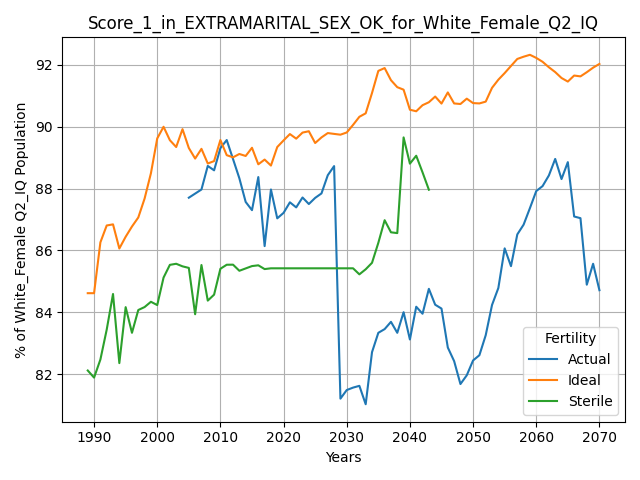 Score_1_in_EXTRAMARITAL_SEX_OK_for_White_Female_Q2_IQ
% of White_Female Q2_IQ Population
92
90
88
86
84
82
1990 2000 2010 2020 2030 2040 2050 2060 2070
Years
Fertility
Actual
Ideal
Sterile